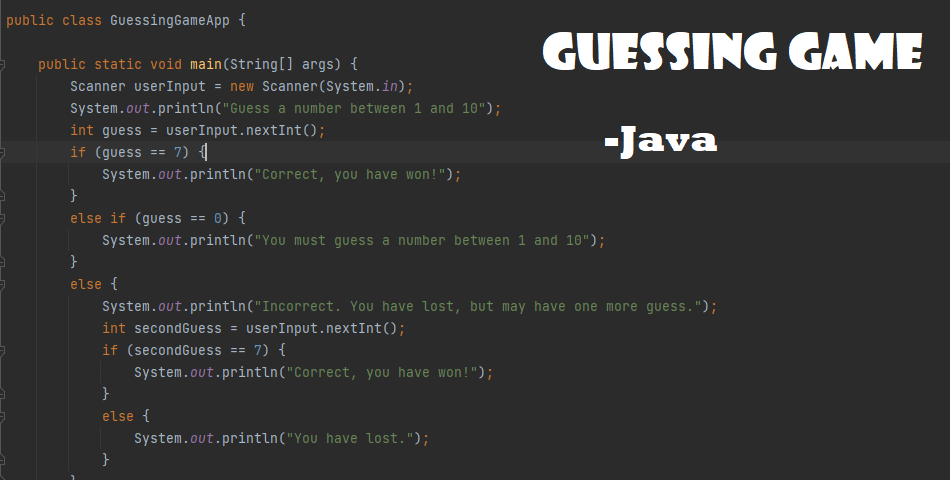 public class GuessingGameApp {
GUESSING GAME
    public static void main(String[] args) {
        Scanner userInput = new Scanner(System.in);
        System.out.println("Guess a number between 1 and 10");
        int guess = userInput.nextInt();
-Java
        if (guess == 7) {
            System.out.println("Correct, you have won!");
        }
        else if (guess == 0) {
            System.out.println("You must guess a number between 1 and 10");
        }
        else {
            System.out.println("Incorrect. You have lost, but may have one more guess.");
            int secondGuess = userInput.nextInt();
            if (secondGuess == 7) {
                System.out.println("Correct, you have won!");
            }
            else {
                System.out.println("You have lost.");
            }
        }